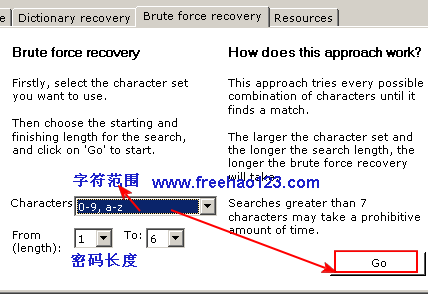 e Dictionary recovery Brute force recovery Resources
Brute force recovery
Firstly, select the character set
you want to use.
Then choose the starting and
finishing length for the search,
and click on 'Go' to start.
字符范围 www.freehao123.com
Characters 0-9, a-z
From
(length): 1 To: 6
密码长度
How does this approach work?
This approach tries every possible
combination of characters until it
finds a match.
The larger the character set and
the longer the search length, the
longer the brute force recovery
will take.
Searches greater than 7
characters may take a prohibitive
amount of time.
Go